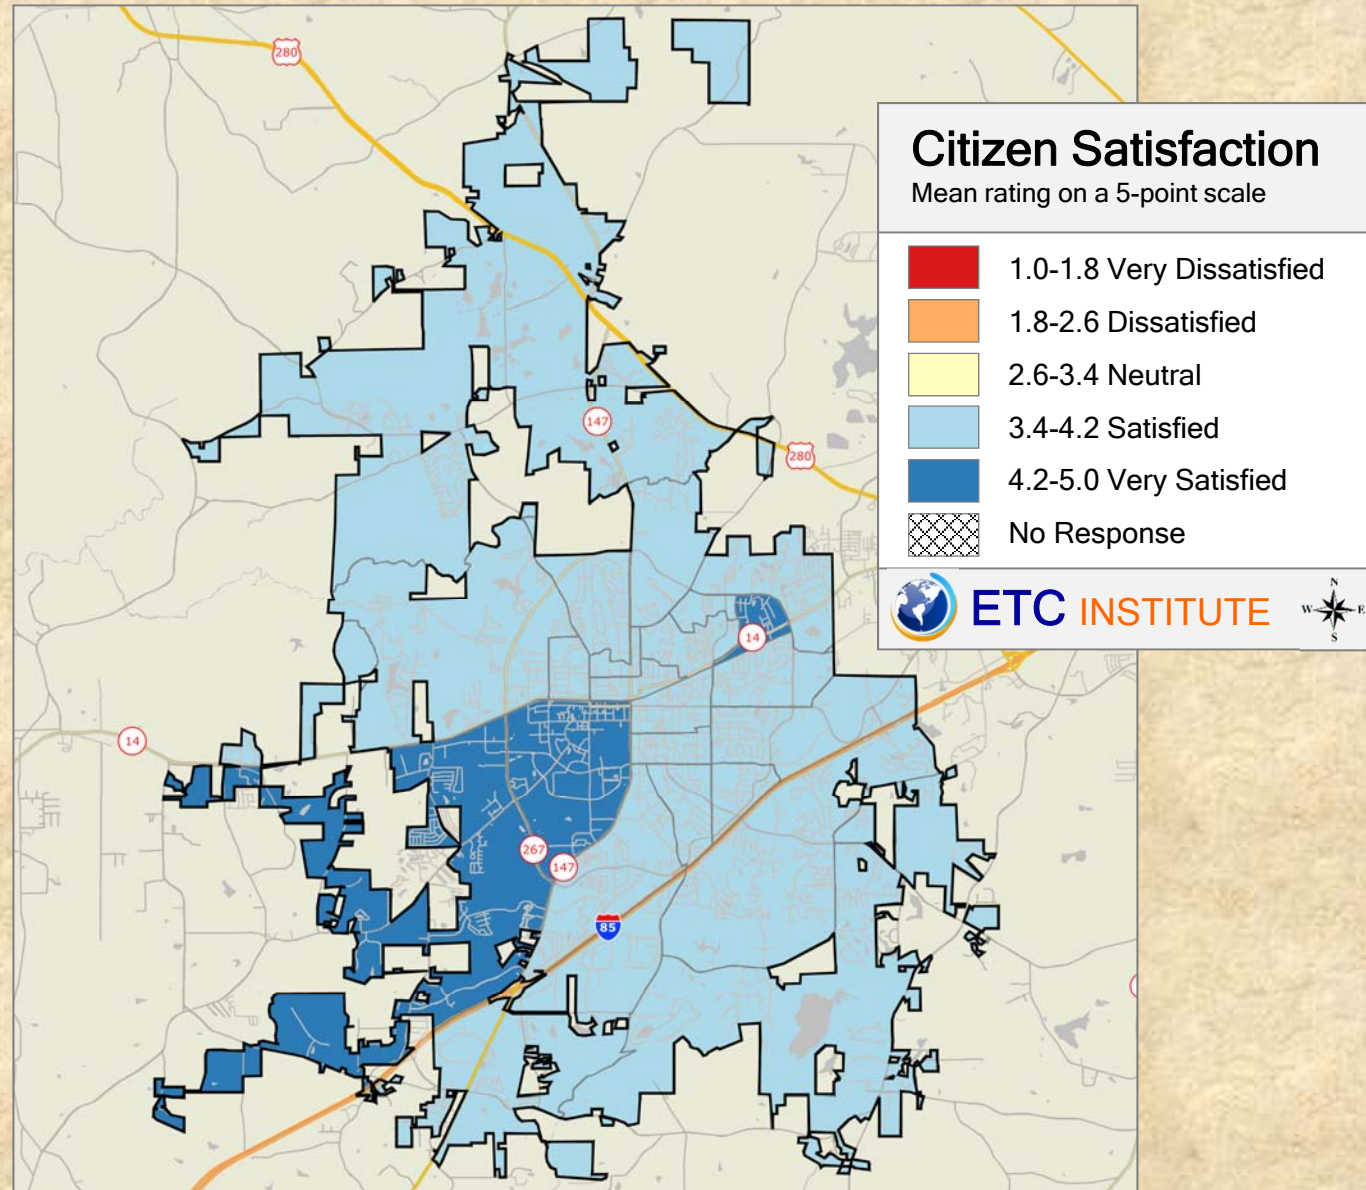 280
Citizen Satisfaction
Mean rating on a 5-point scale
1.0-1.8 Very Dissatisfied
1.8-2.6 Dissatisfied
2.6-3.4 Neutral
3.4-4.2 Satisfied
4.2-5.0 Very Satisfied
No Response
ETC INSTITUTE
N
W E
S
147
280
14
14
267
147
85